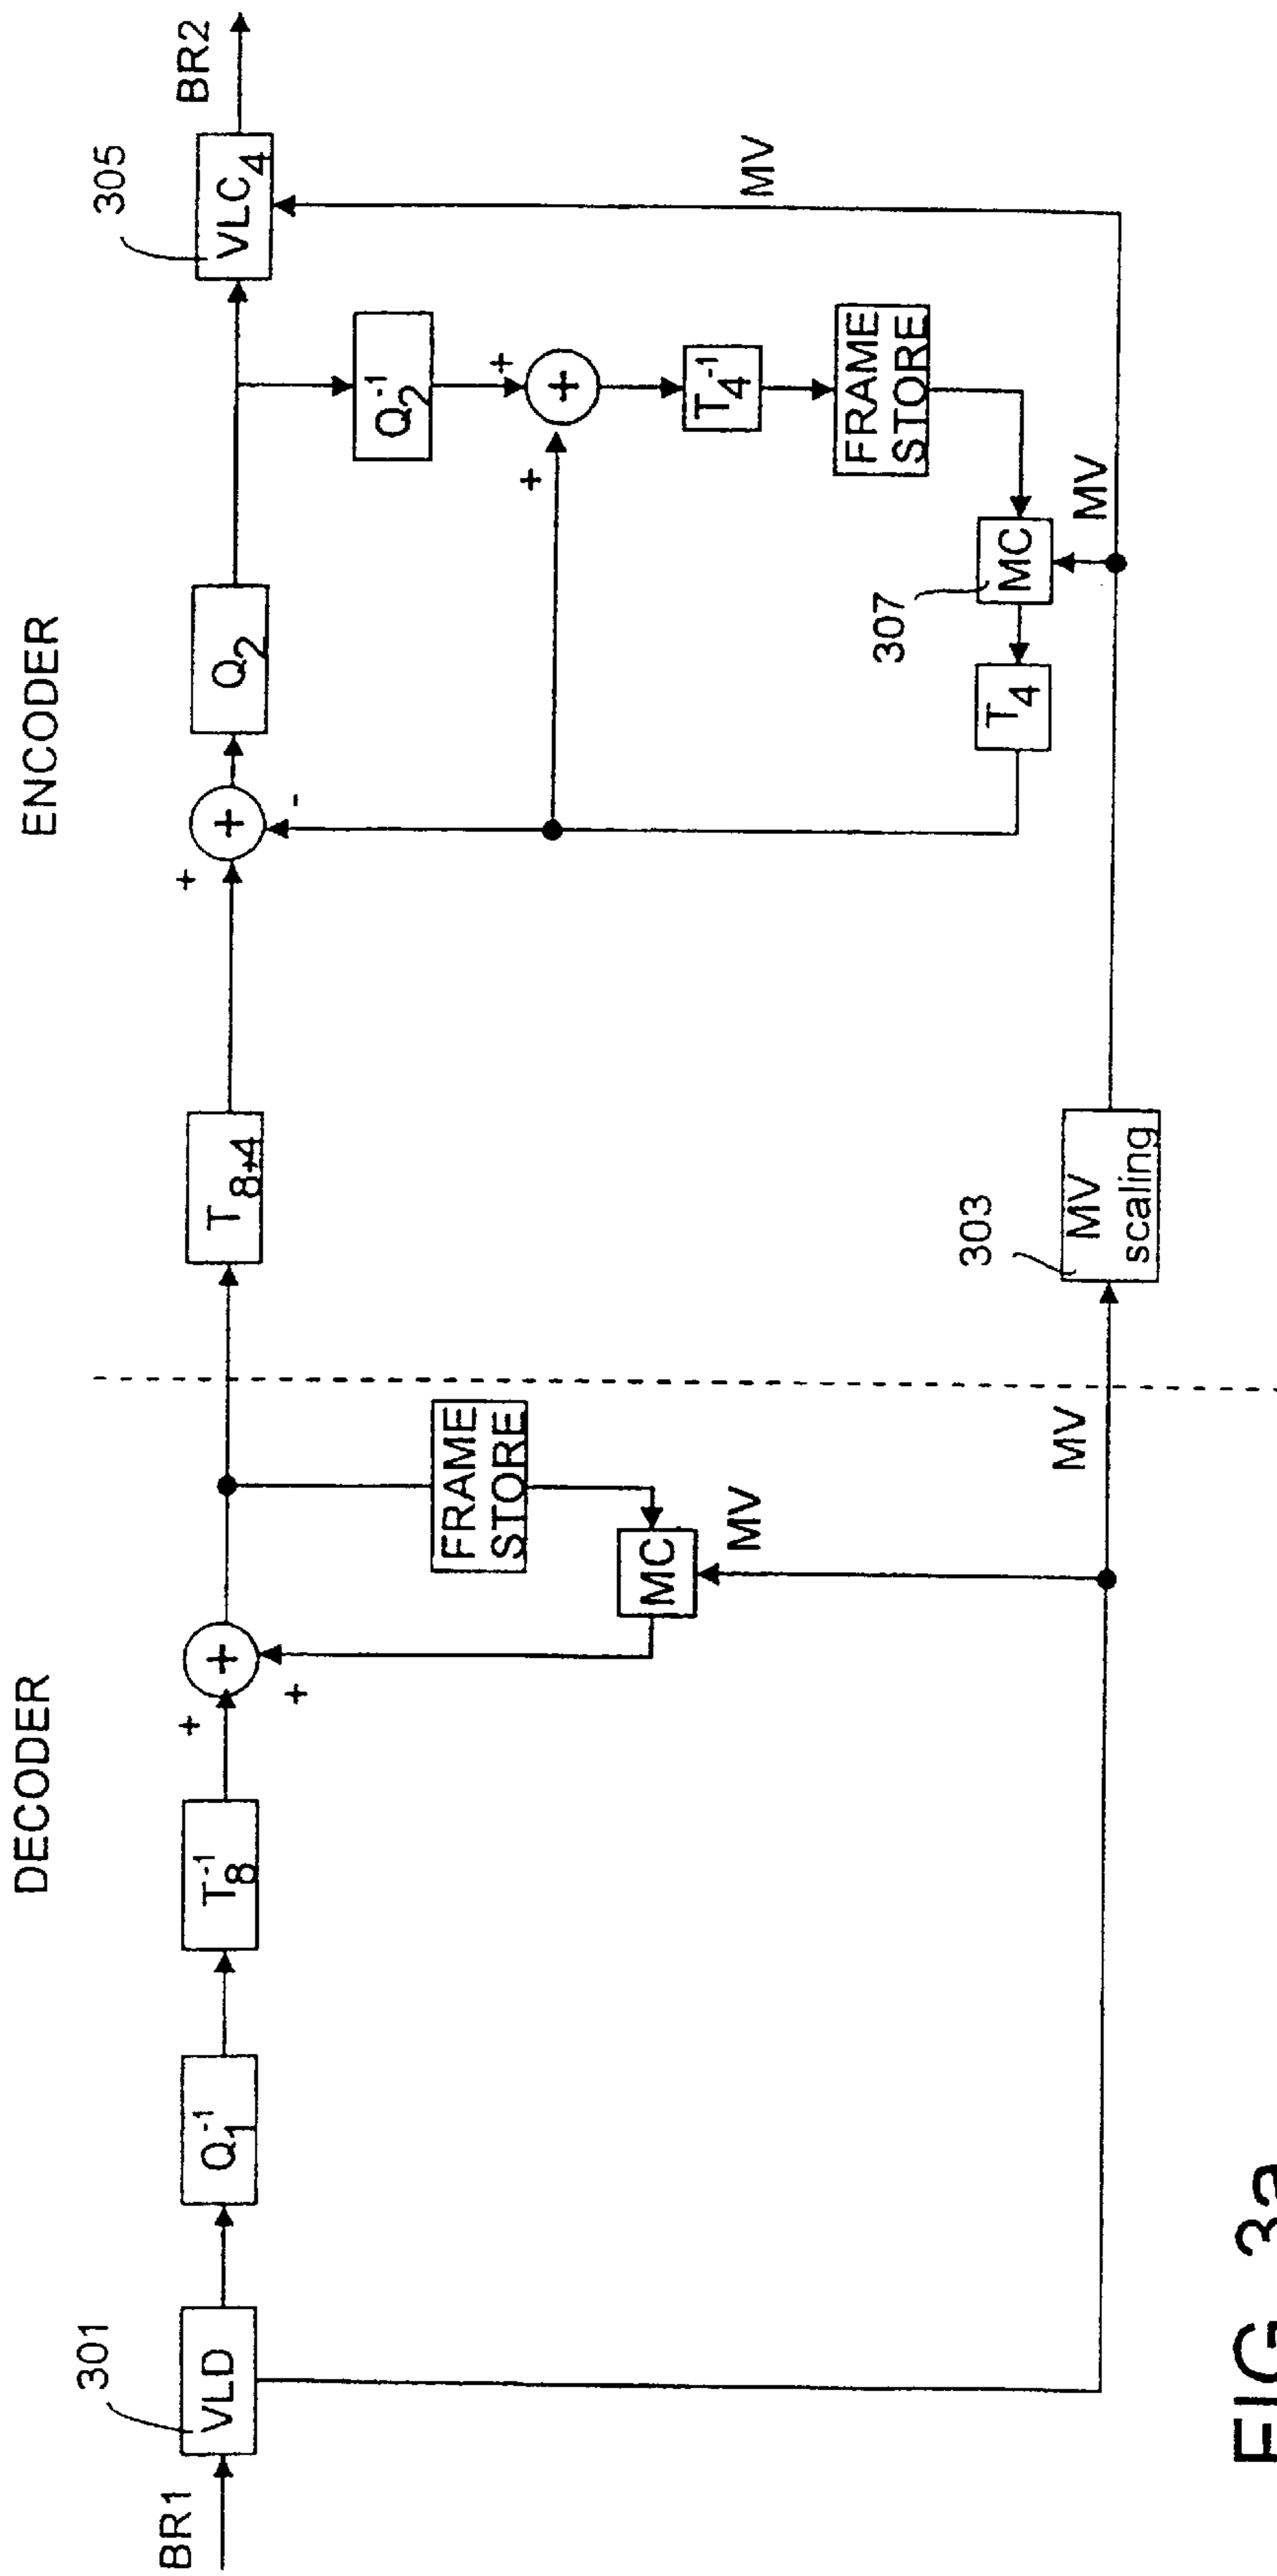 DECODER
ENCODER
BR1
301
VLD
Q₁⁻¹
T₈⁻¹
+
+
+
FRAME
STORE
MC
MV
MV
T₈₊₄
303
MV
scaling
+
+
-
Q₂
305
VLC₄
BR2
Q₂⁻¹
+
+
+
T₄⁻¹
FRAME
STORE
307
MC
T₄
MV
MV
FIG. 3a